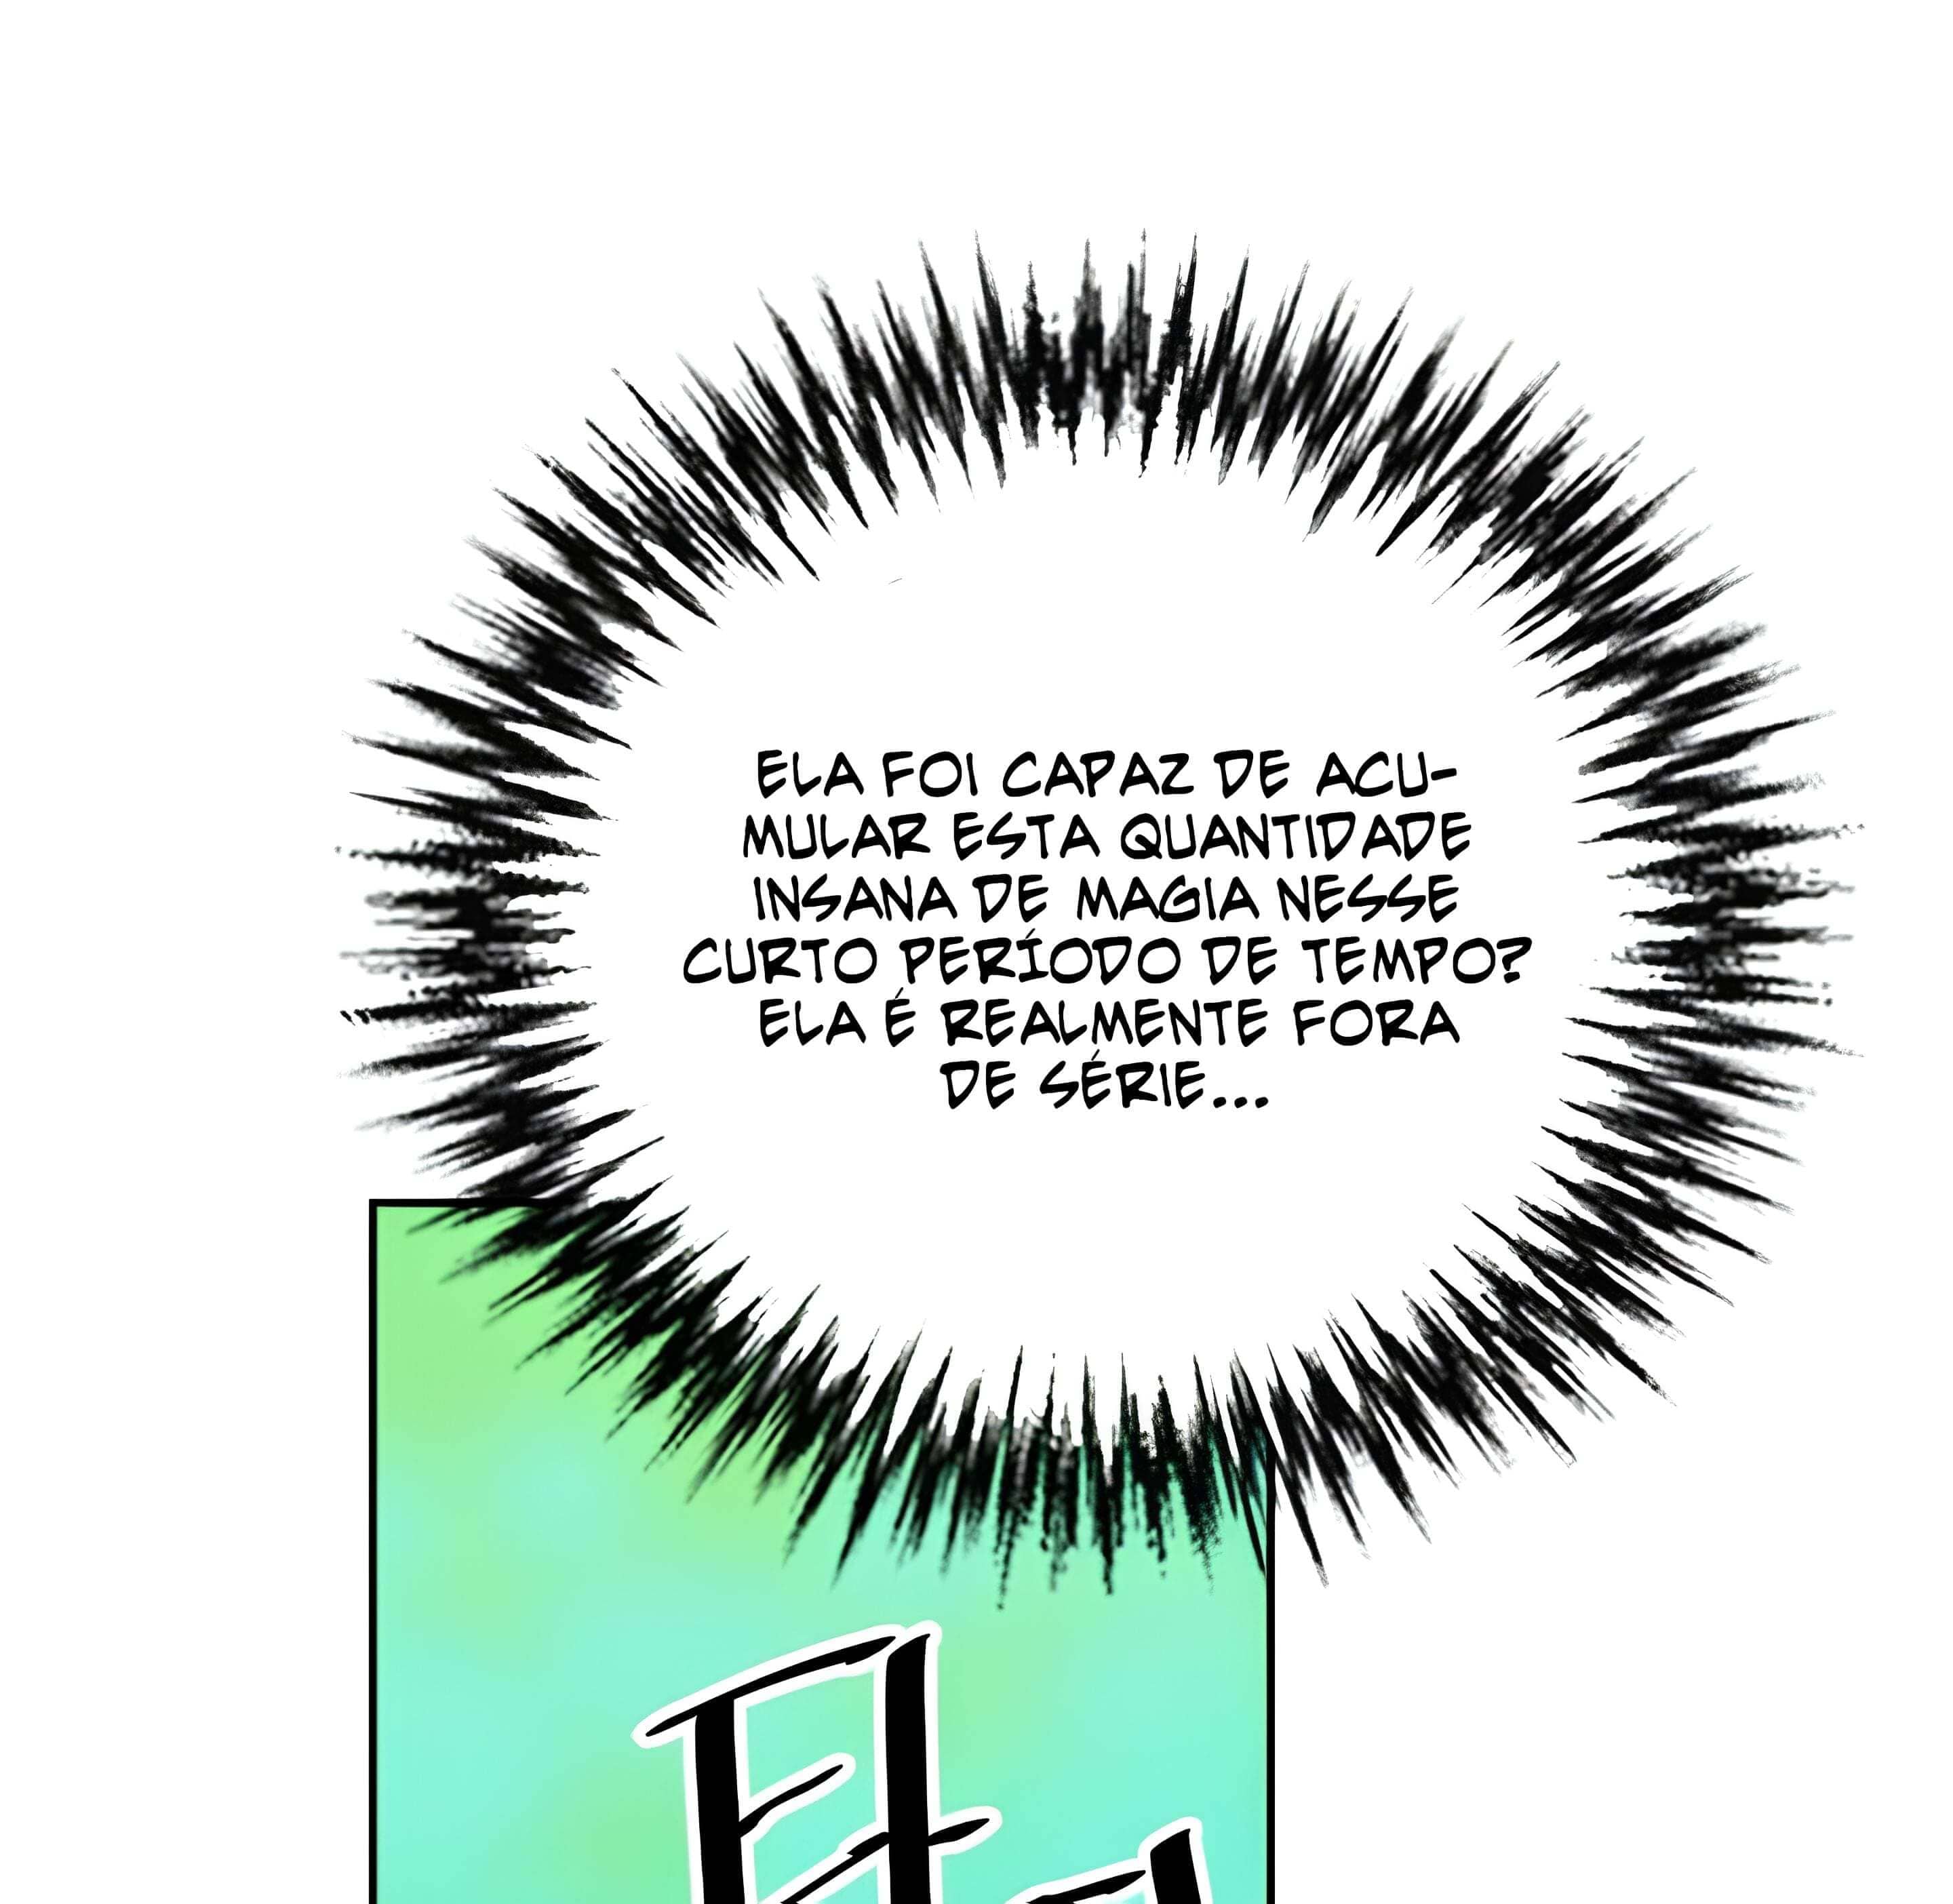 ELA FOI CAPAZ DE ACU-
MULAR ESTA QUANTIDADE
INSANA DE MAGIA NESSE
CURTO PERÍODO DE TEMPO?
ELA É REALMENTE FORA
DE SÉRIE...